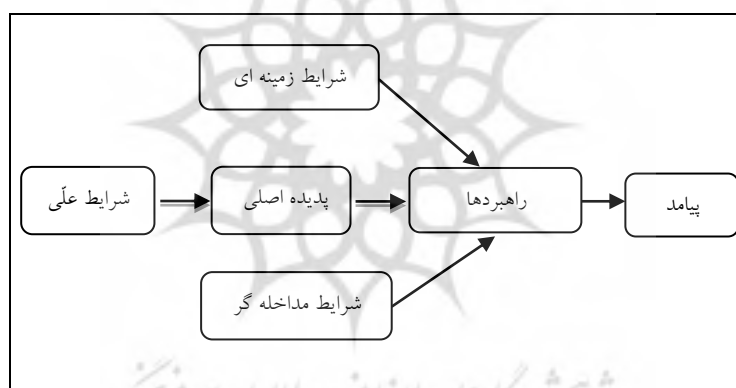 شرایط زمینه ای
شرایط علّی
پدیده اصلی
راهبردها
پیامد
شرایط مداخله گر